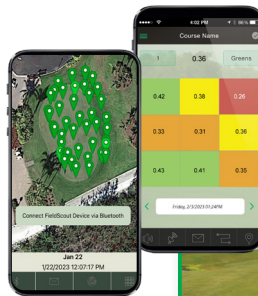 4:02 PM
Course Name
1
0.36
Greens
0.42 0.38 0.26
0.33 0.31 0.36
0.43 0.41 0.35
Friday, 2/3/2023 01:24PM
Connect FieldScout Device via Bluetooth
Jan 22
1/22/2023 12:07:17 PM